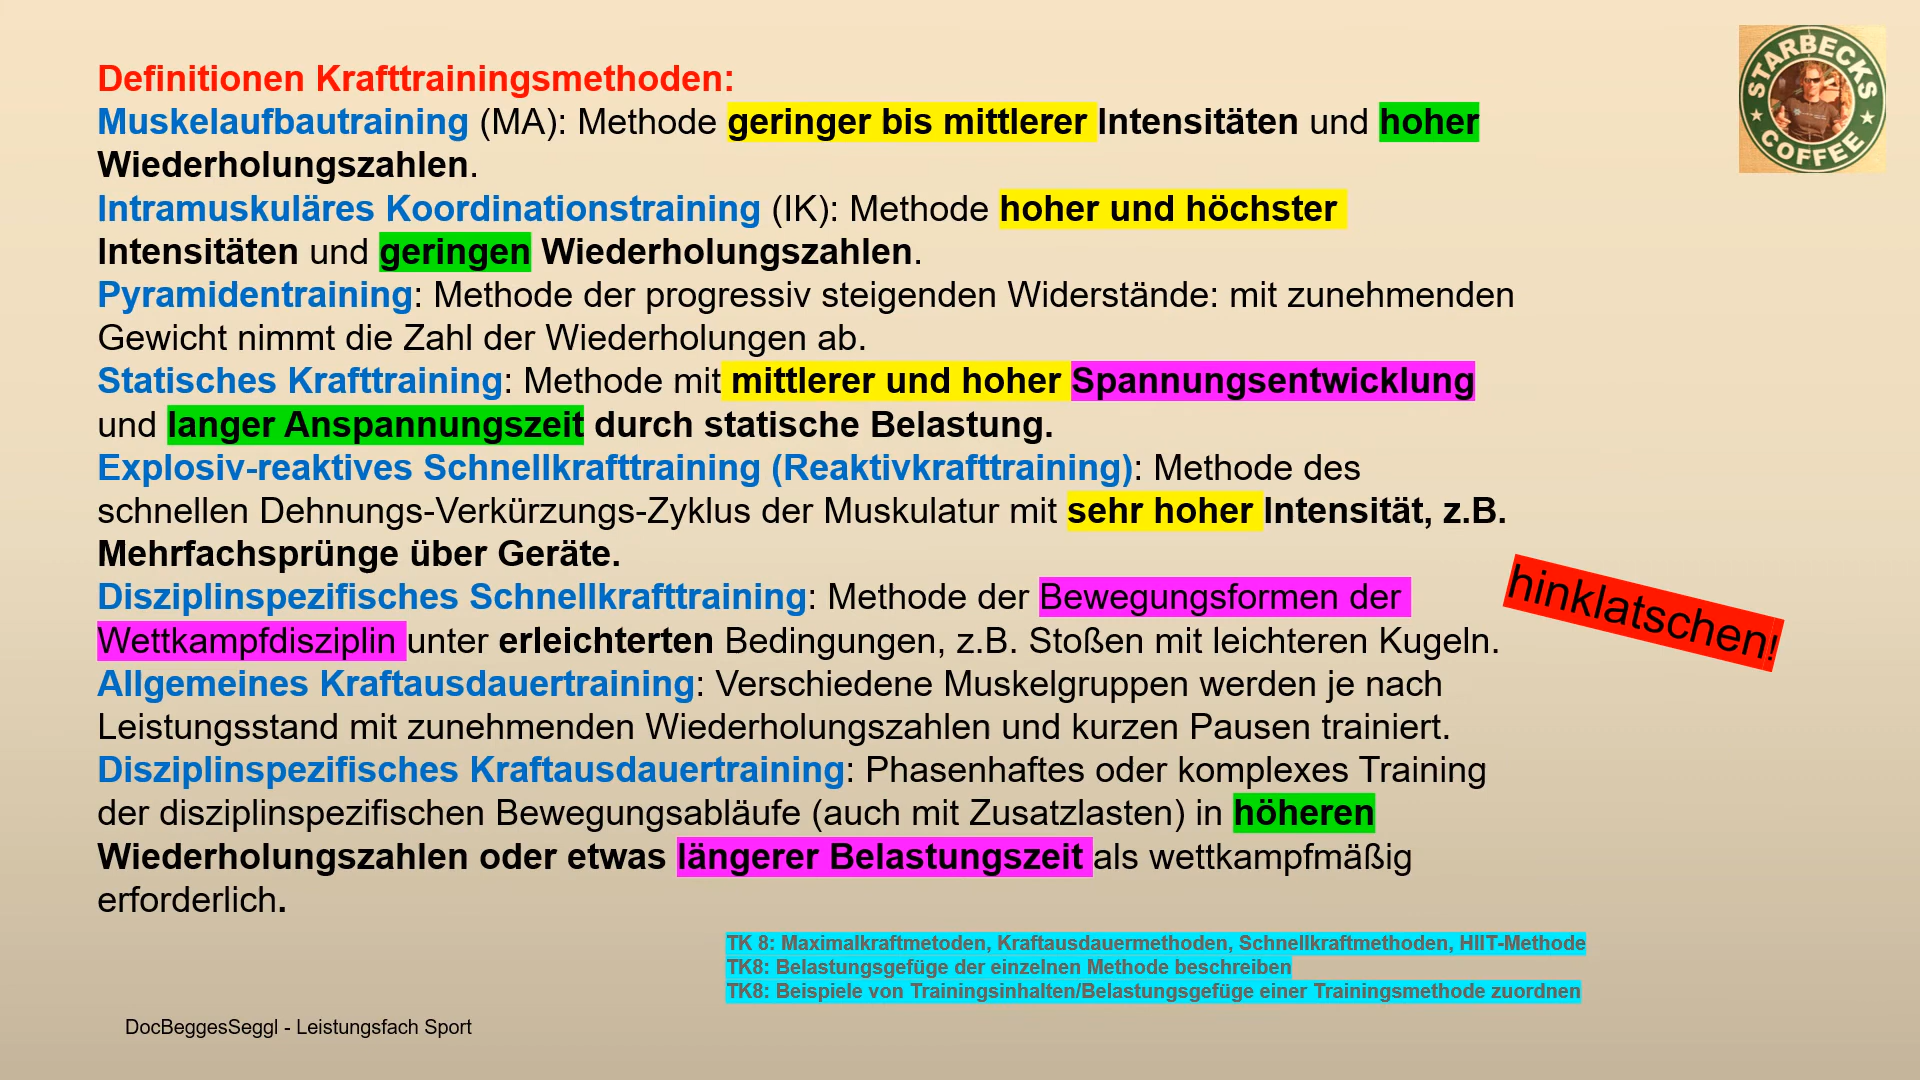 STARBECKS
COFFEE
Definitionen Krafttrainingsmethoden:
Muskelaufbautraining (MA): Methode geringer bis mittlerer Intensitäten und hoher
Wiederholungszahlen.
Intramuskuläres Koordinationstraining (IK): Methode hoher und höchster
Intensitäten und geringen Wiederholungszahlen.
Pyramidentraining: Methode der progressiv steigenden Widerstände: mit zunehmenden
Gewicht nimmt die Zahl der Wiederholungen ab.
Statisches Krafttraining: Methode mit mittlerer und hoher Spannungsentwicklung
und langer Anspannungszeit durch statische Belastung.
Explosiv-reaktives Schnellkrafttraining (Reaktivkrafttraining): Methode des
schnellen Dehnungs-Verkürzungs-Zyklus der Muskulatur mit sehr hoher Intensität, z.B.
Mehrfachsprünge über Geräte.
Disziplinspezifisches Schnellkrafttraining: Methode der Bewegungsformen der
Wettkampfdisziplin unter erleichterten Bedingungen, z.B. Stoßen mit leichteren Kugeln.
hinklatschen!
Allgemeines Kraftausdauertraining: Verschiedene Muskelgruppen werden je nach
Leistungsstand mit zunehmenden Wiederholungszahlen und kurzen Pausen trainiert.
Disziplinspezifisches Kraftausdauertraining: Phasenhaftes oder komplexes Training
der disziplinspezifischen Bewegungsabläufe (auch mit Zusatzlasten) in höheren
Wiederholungszahlen oder etwas längerer Belastungszeit als wettkampfmäßig
erforderlich.
TK 8: Maximalkraftmetoden, Kraftausdauermethoden, Schnellkraftmethoden, HIIT-Methode
TK8: Belastungsgefüge der einzelnen Methode beschreiben
TK8: Beispiele von Trainingsinhalten/Belastungsgefüge einer Trainingsmethode zuordnen
DocBeggesSeggl - Leistungsfach Sport